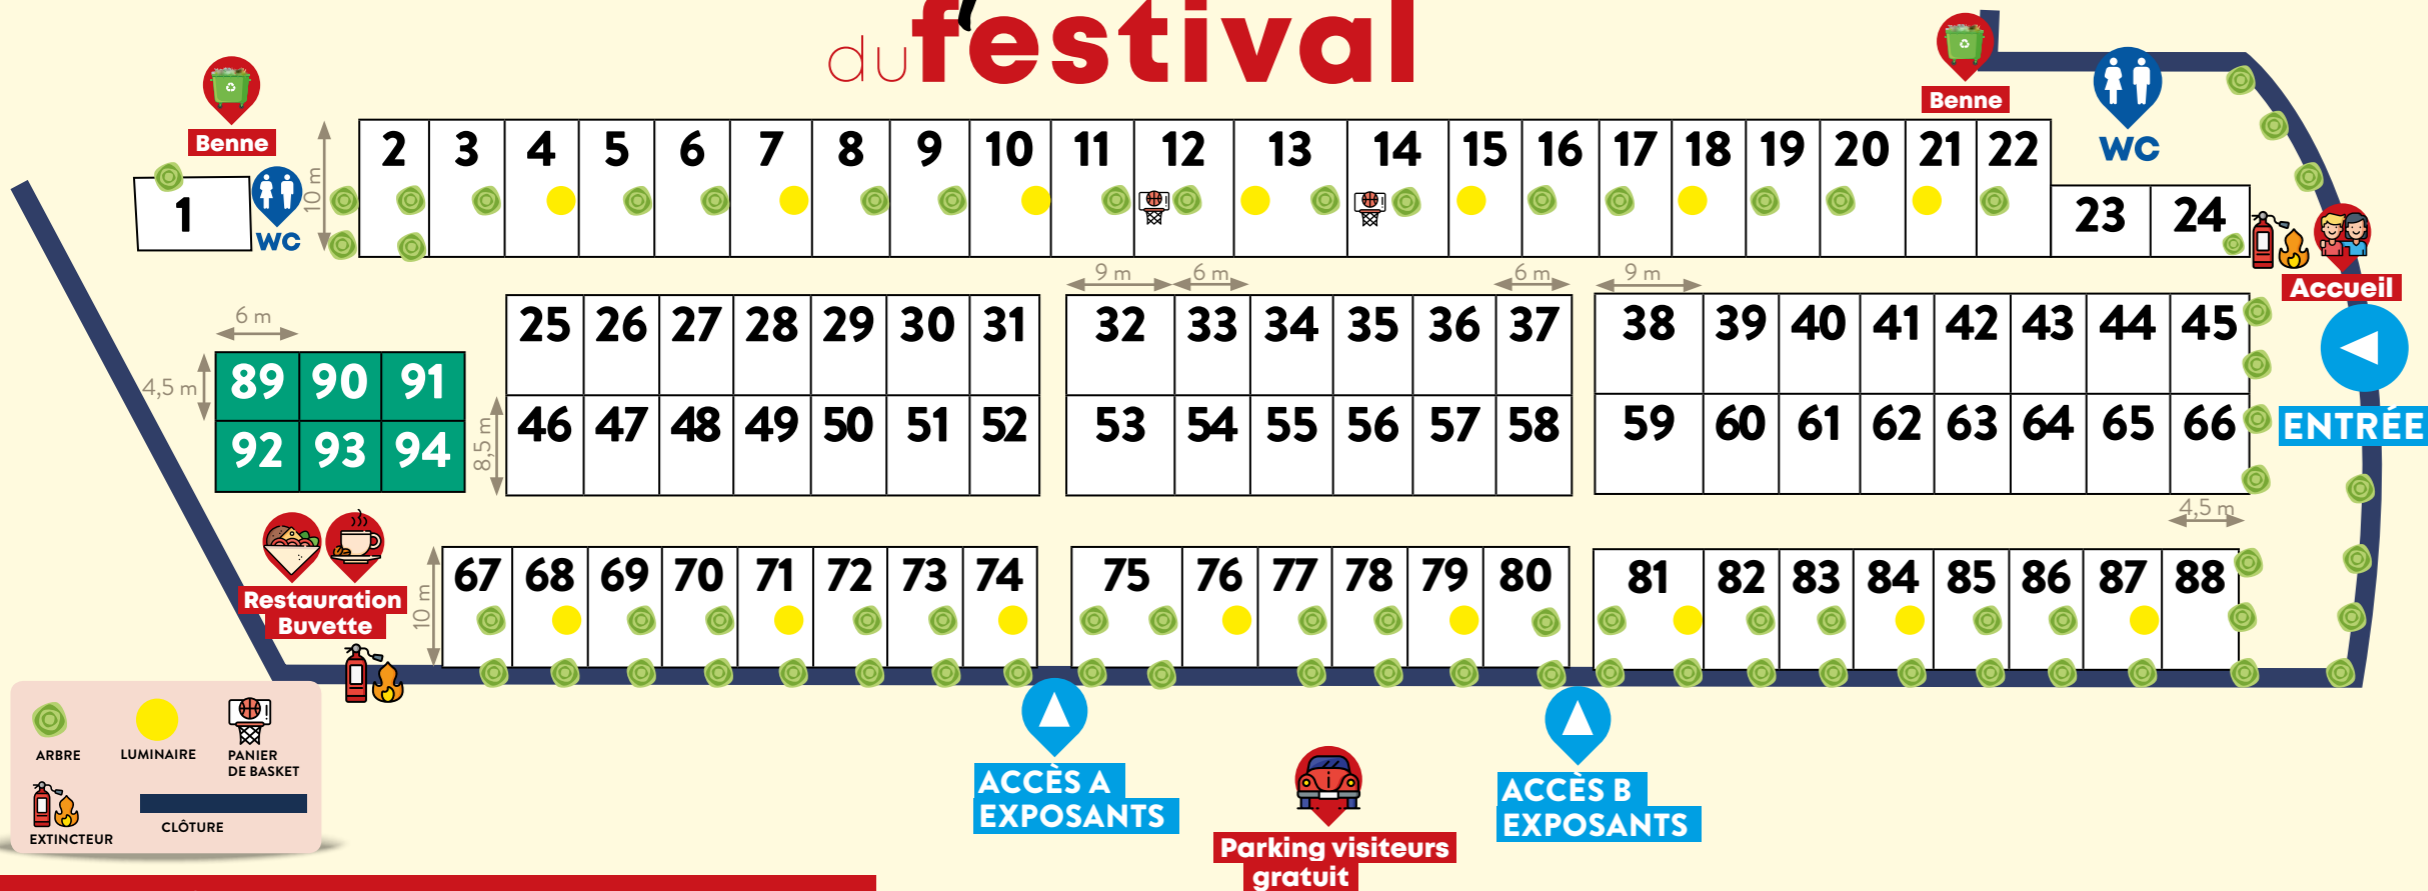 du festival
Benne
Benne
WC
WC
10 m
1
2 3 4 5 6 7 8 9 10 11 12 13 14 15 16 17 18 19 20 21 22
23 24
Accueil
9 m 6 m 6 m 9 m
25 26 27 28 29 30 31 32 33 34 35 36 37 38 39 40 41 42 43 44 45
6 m
4,5 m
89 90 91
92 93 94
8,5 m
46 47 48 49 50 51 52 53 54 55 56 57 58 59 60 61 62 63 64 65 66
ENTRÉE
4,5 m
Restauration
Buvette
10 m
67 68 69 70 71 72 73 74 75 76 77 78 79 80 81 82 83 84 85 86 87 88
ARBRE
LUMINAIRE
PANIER
DE BASKET
EXTINCTEUR
CLÔTURE
ACCÈS A
EXPOSANTS
ACCÈS B
EXPOSANTS
Parking visiteurs
gratuit